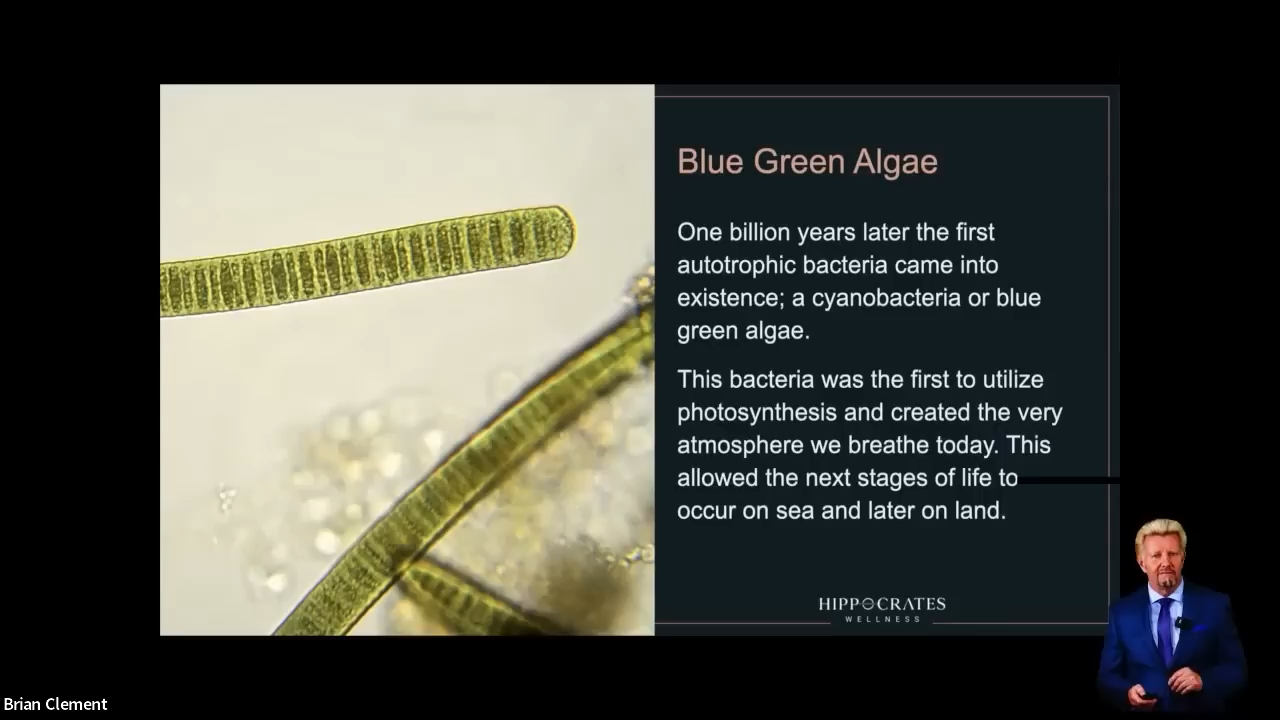 Blue Green Algae
One billion years later the first
autotrophic bacteria came into
existence; a cyanobacteria or blue
green algae.
This bacteria was the first to utilize
photosynthesis and created the very
atmosphere we breathe today. This
allowed the next stages of life to
occur on sea and later on land.
HIPPOCRATES
WELLNESS
Brian Clement